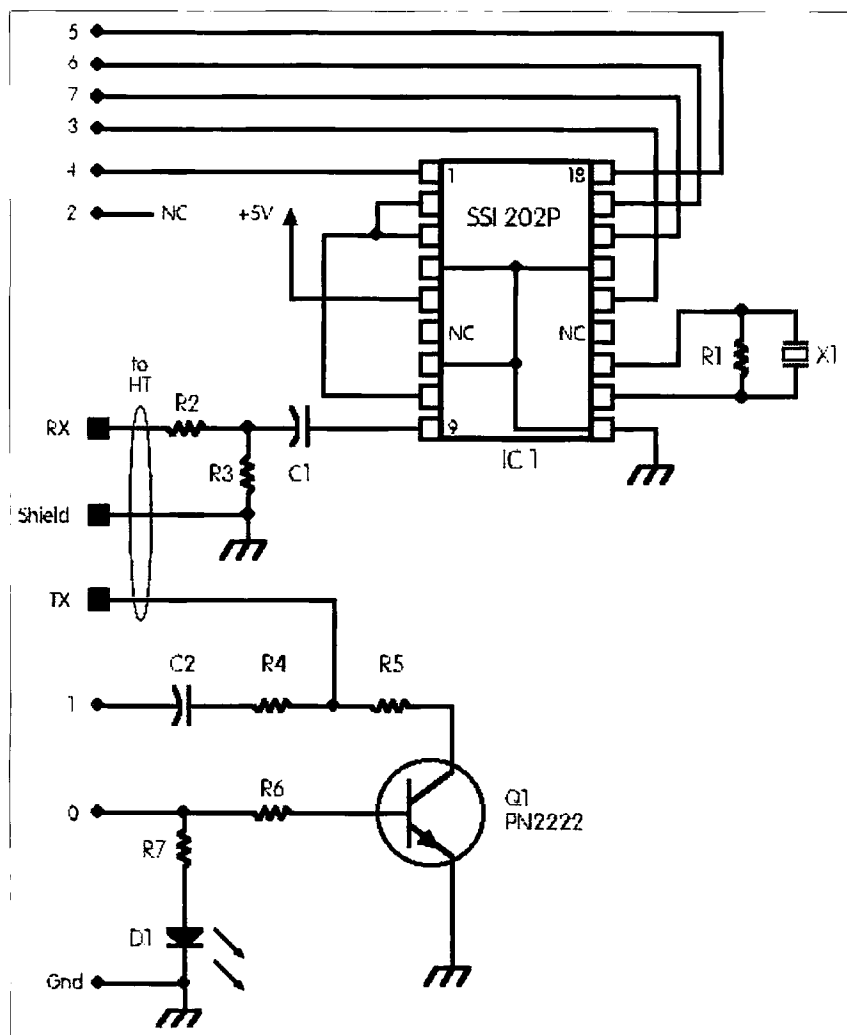 5
6
7
3
4
2 NC
+5V
1 18
SSI 202P
NC NC
9
IC 1
R1 X1
to
HT
RX R2
R3 C1
Shield
TX
C2 R4 R5
1
0 R6
Q1
PN2222
R7
D1
Gnd